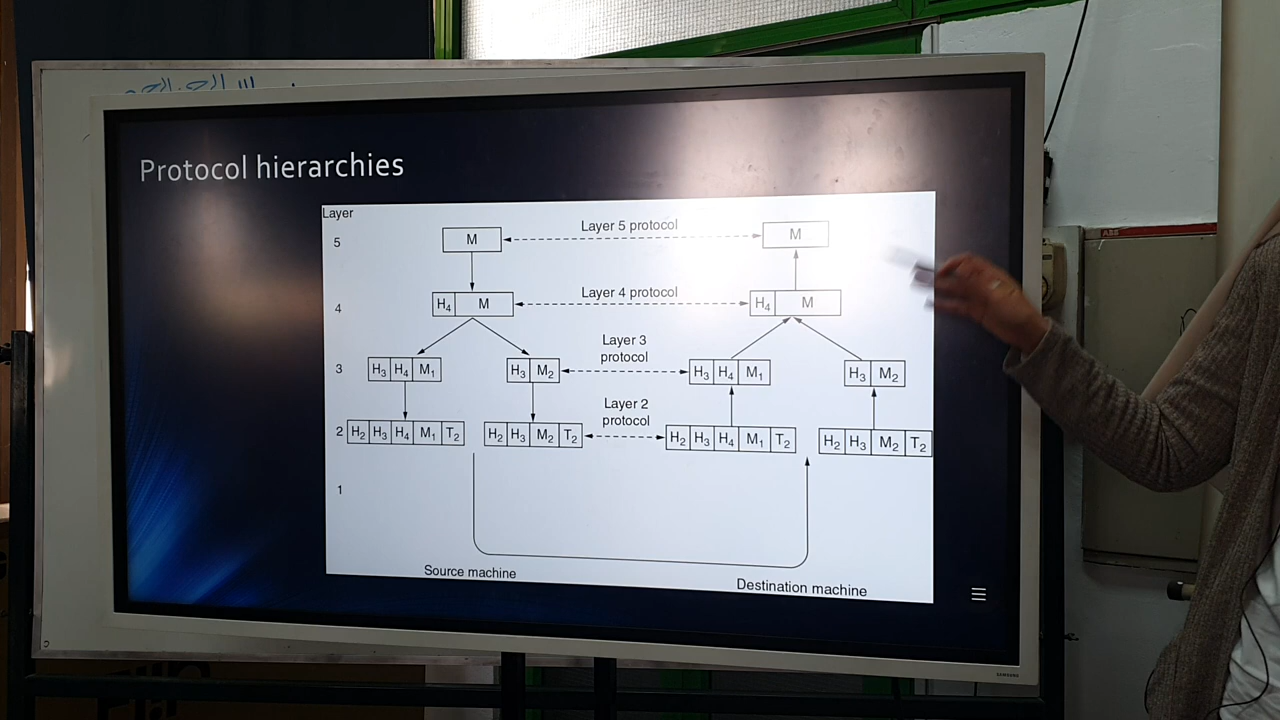 Protocol hierarchies
Layer
5
M
Layer 5 protocol
M
4
H₄ M
Layer 4 protocol
H₄ M
Layer 3
protocol
3
H₃ H₄ M₁
H₃ M₂
H₃ H₄ M₁
H₃ M₂
Layer 2
protocol
2
H₂ H₃ H₄ M₁ T₂
H₂ H₃ M₂ T₂
H₂ H₃ H₄ M₁ T₂
H₂ H₃ M₂ T₂
1
Source machine
Destination machine
SAMSUNG
ABB